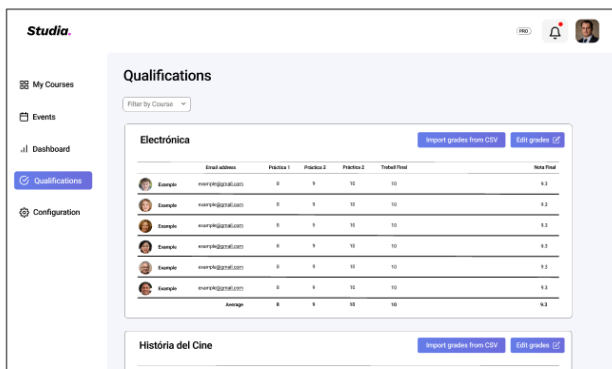 Studia.
PRO
My Courses
Events
Dashboard
Qualifications
Configuration
Qualifications
Filter by Course
Electrónica
Import grades from CSV
Edit grades
Email address Práctica 1 Práctica 2 Práctica 2 Treball Final Nota Final
Example example@gmail.com 8 9 10 10 9.3
Example example@gmail.com 8 9 10 10 9.3
Example example@gmail.com 8 9 10 10 9.3
Example example@gmail.com 8 9 10 10 9.3
Example example@gmail.com 8 9 10 10 9.3
Example example@gmail.com 8 9 10 10 9.3
Average 8 9 10 10 9.3
História del Cine
Import grades from CSV
Edit grades